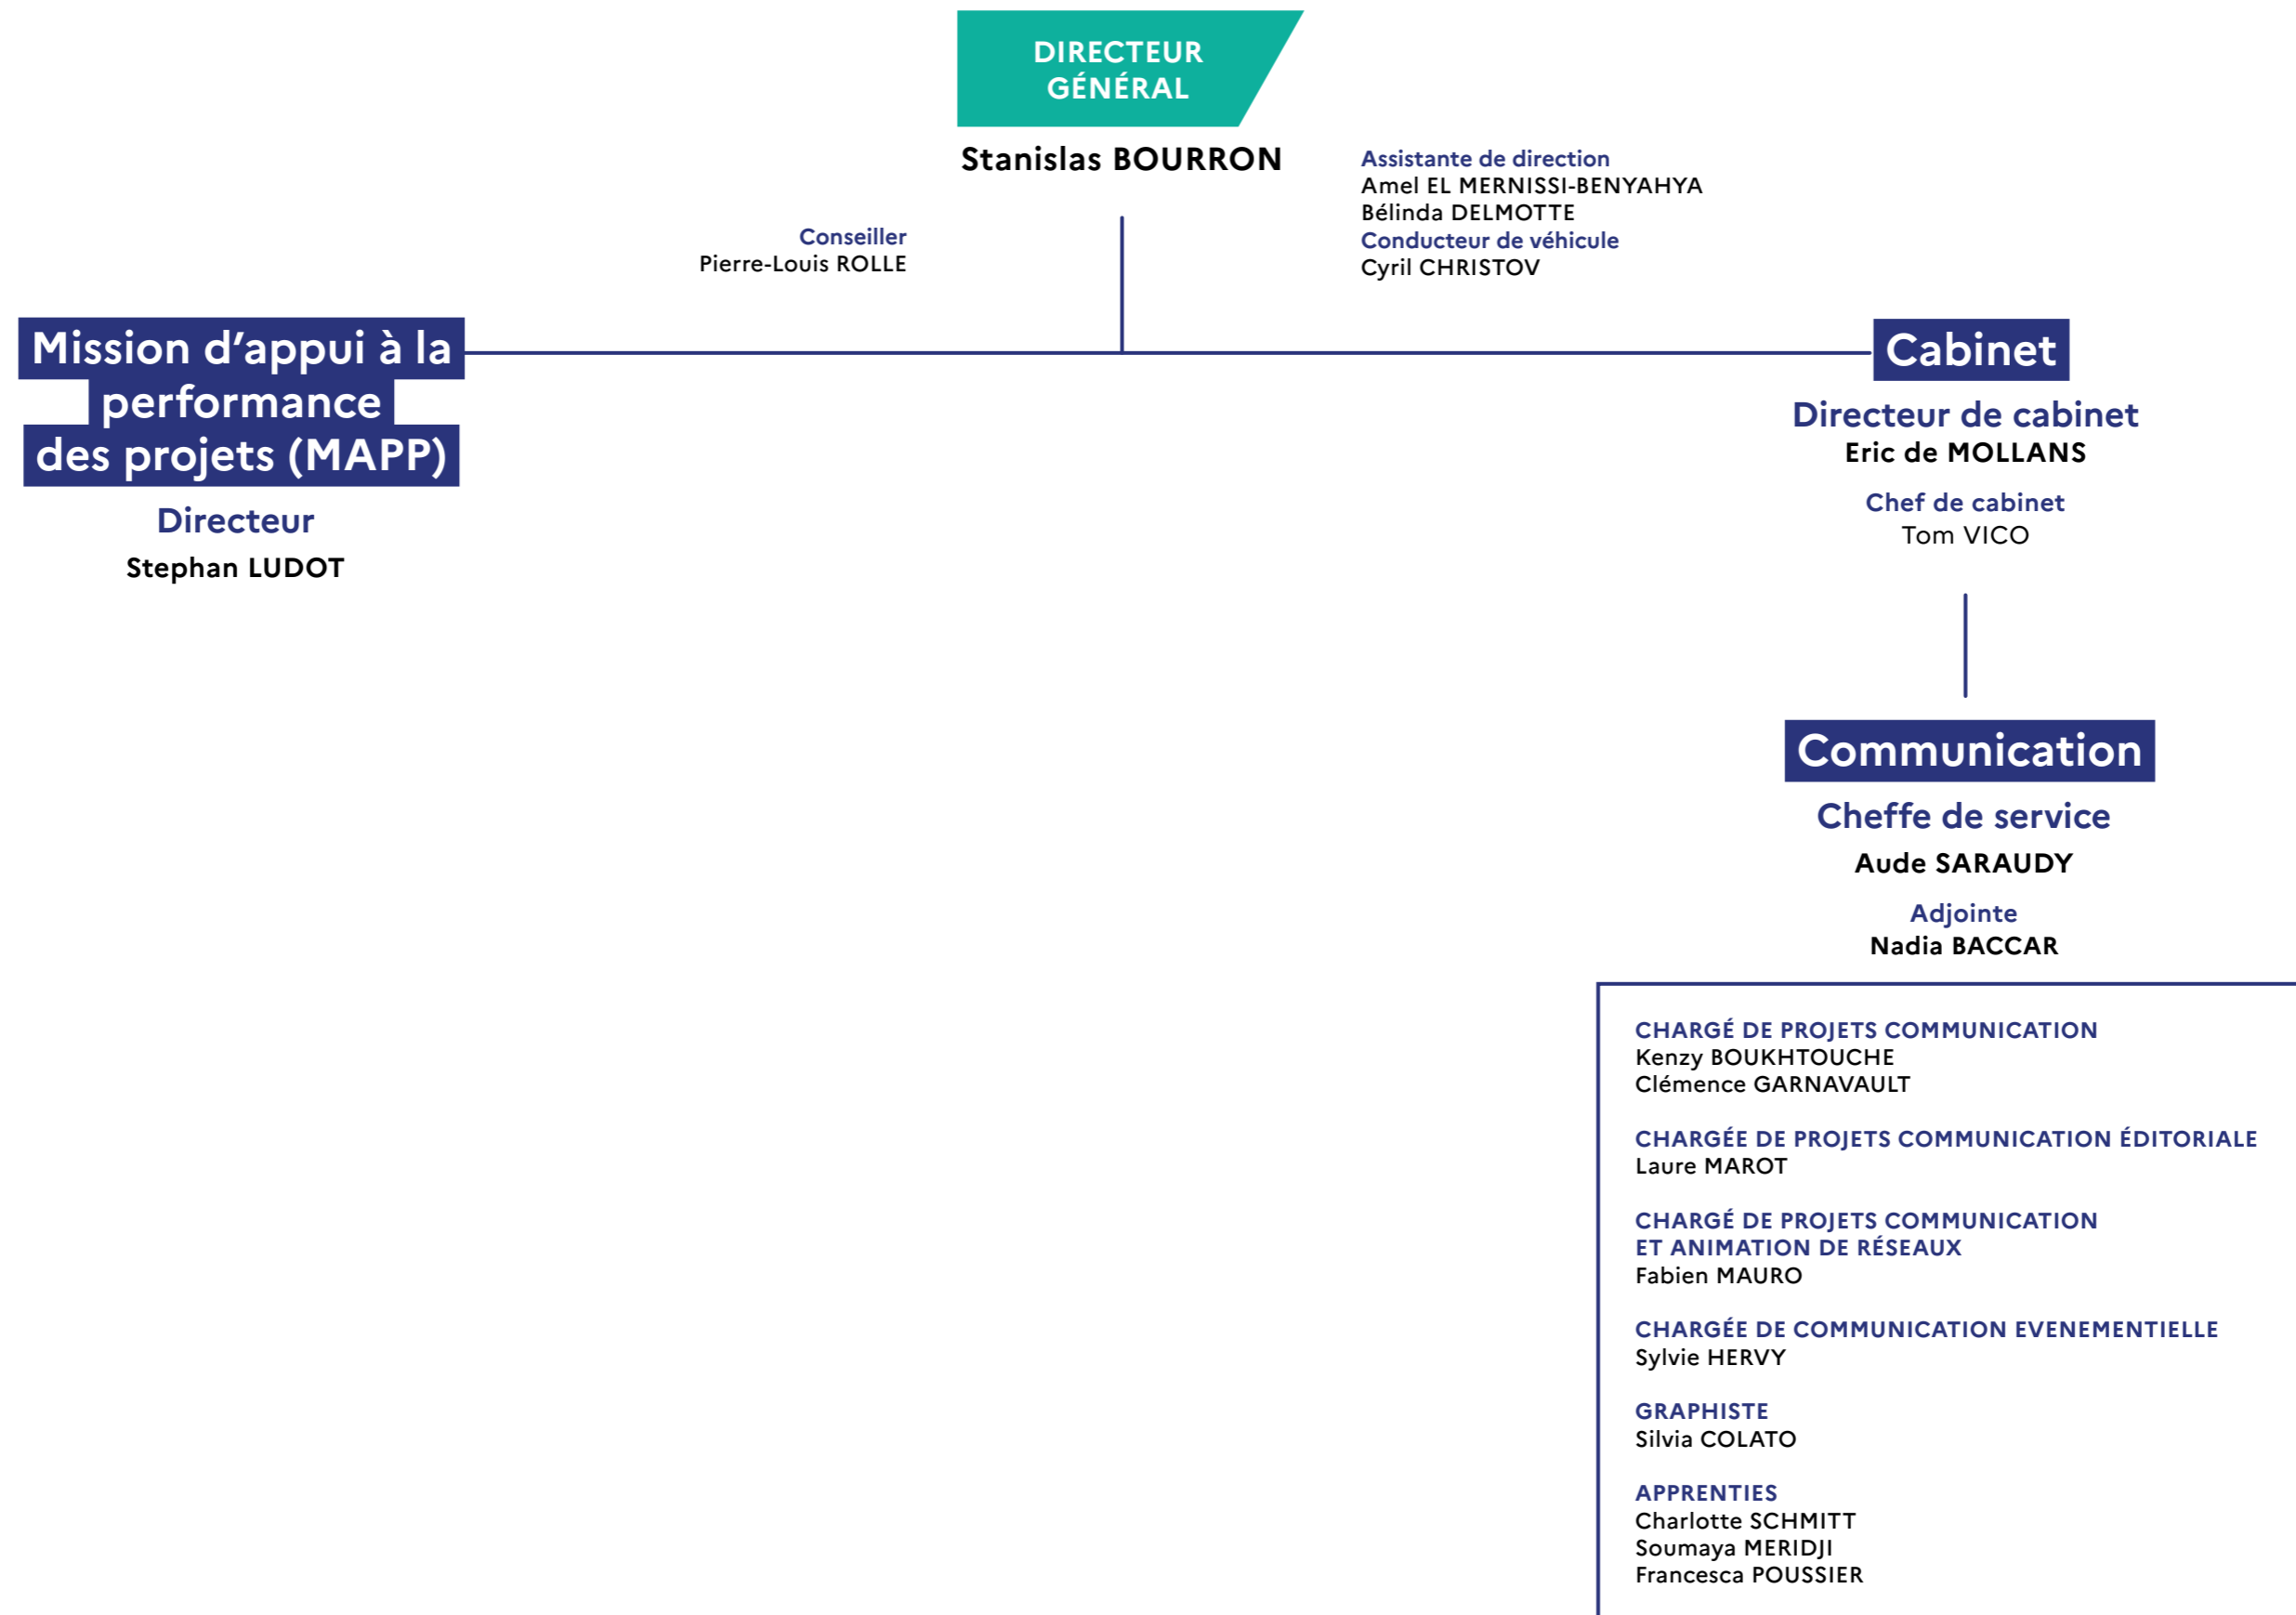 DIRECTEUR
GÉNÉRAL
Stanislas BOURRON
Assistante de direction
Amel EL MERNISSI-BENYAHYA
Bélinda DELMOTTE
Conducteur de véhicule
Cyril CHRISTOV
Conseiller
Pierre-Louis ROLLE
Mission d’appui à la
performance
des projets (MAPP)
Directeur
Stephan LUDOT
Cabinet
Directeur de cabinet
Eric de MOLLANS
Chef de cabinet
Tom VICO
Communication
Cheffe de service
Aude SARAUDY
Adjointe
Nadia BACCAR
CHARGÉ DE PROJETS COMMUNICATION
Kenzy BOUKHTOUCHE
Clémence GARNAVAULT
CHARGÉE DE PROJETS COMMUNICATION ÉDITORIALE
Laure MAROT
CHARGÉ DE PROJETS COMMUNICATION
ET ANIMATION DE RÉSEAUX
Fabien MAURO
CHARGÉE DE COMMUNICATION EVENEMENTIELLE
Sylvie HERVY
GRAPHISTE
Silvia COLATO
APPRENTIES
Charlotte SCHMITT
Soumaya MERIDJI
Francesca POUSSIER